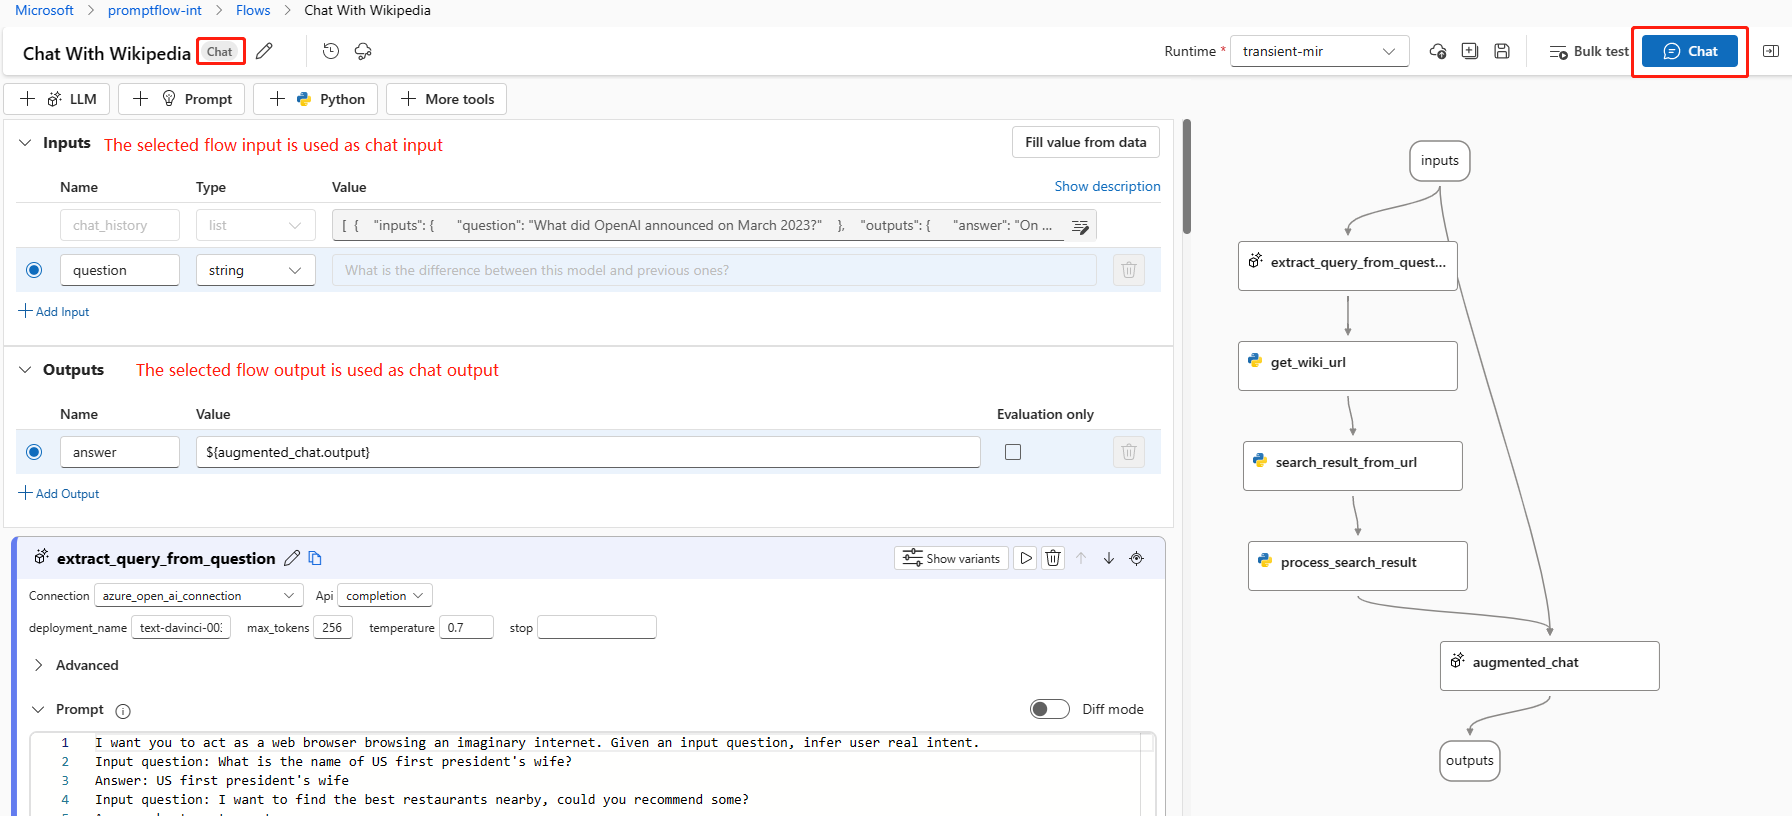 Microsoft > promptflow-int > Flows > Chat With Wikipedia
Chat With Wikipedia Chat
Runtime * transient-mir Bulk test Chat
LLM Prompt Python More tools
Inputs The selected flow input is used as chat input Fill value from data
Name Type Value Show description
chat_history list [ { "inputs": { "question": "What did OpenAI announced on March 2023?" }, "outputs": { "answer": "On ...
question string What is the difference between this model and previous ones?
Add Input
Outputs The selected flow output is used as chat output
Name Value Evaluation only
answer ${augmented_chat.output}
Add Output
extract_query_from_question Show variants
Connection azure_open_ai_connection Api completion
deployment_name text-davinci-003 max_tokens 256 temperature 0.7 stop
Advanced
Prompt Diff mode
1 I want you to act as a web browser browsing an imaginary internet. Given an input question, infer user real intent.
2 Input question: What is the name of US first president's wife?
3 Answer: US first president's wife
4 Input question: I want to find the best restaurants nearby, could you recommend some?
inputs
extract_query_from_quest...
get_wiki_url
search_result_from_url
process_search_result
augmented_chat
outputs